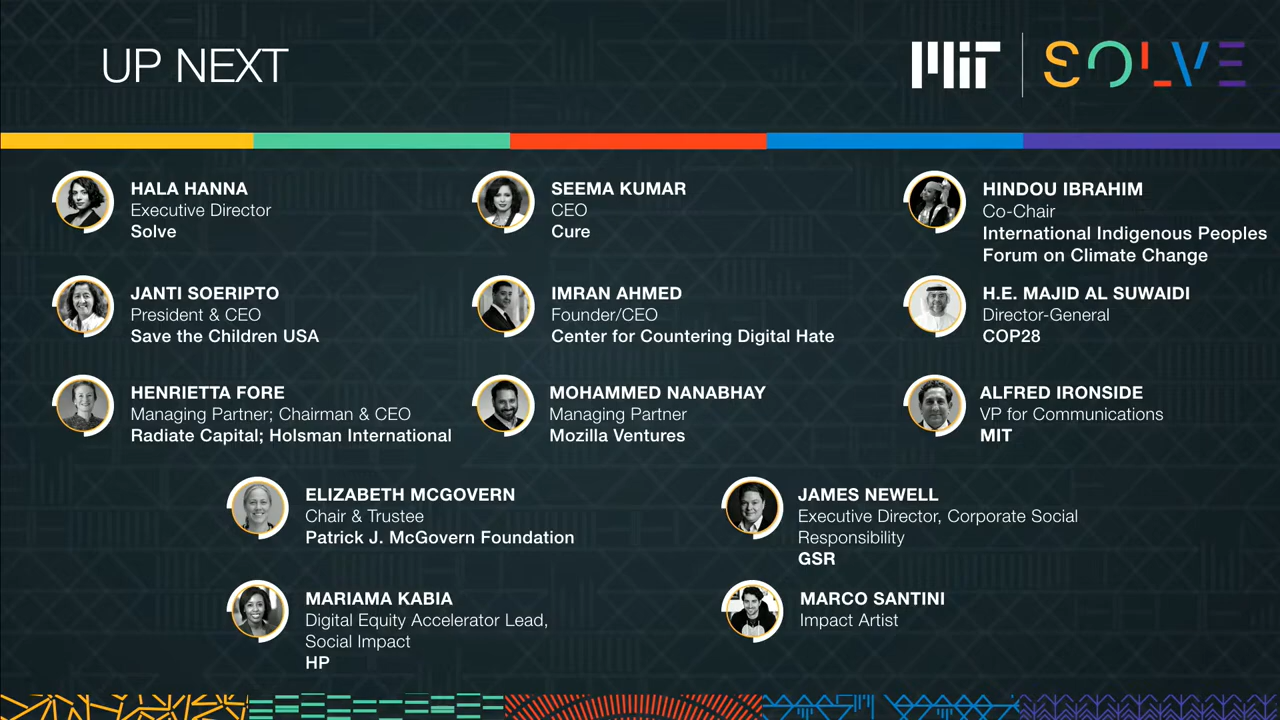 UP NEXT
MIT SOLVE
HALA HANNA
Executive Director
Solve
SEEMA KUMAR
CEO
Cure
HINDOU IBRAHIM
Co-Chair
International Indigenous Peoples
Forum on Climate Change
JANTI SOERIPTO
President & CEO
Save the Children USA
IMRAN AHMED
Founder/CEO
Center for Countering Digital Hate
H.E. MAJID AL SUWAIDI
Director-General
COP28
HENRIETTA FORE
Managing Partner; Chairman & CEO
Radiate Capital; Holsman International
MOHAMMED NANABHAY
Managing Partner
Mozilla Ventures
ALFRED IRONSIDE
VP for Communications
MIT
ELIZABETH MCGOVERN
Chair & Trustee
Patrick J. McGovern Foundation
JAMES NEWELL
Executive Director, Corporate Social
Responsibility
GSR
MARIAMA KABIA
Digital Equity Accelerator Lead,
Social Impact
HP
MARCO SANTINI
Impact Artist